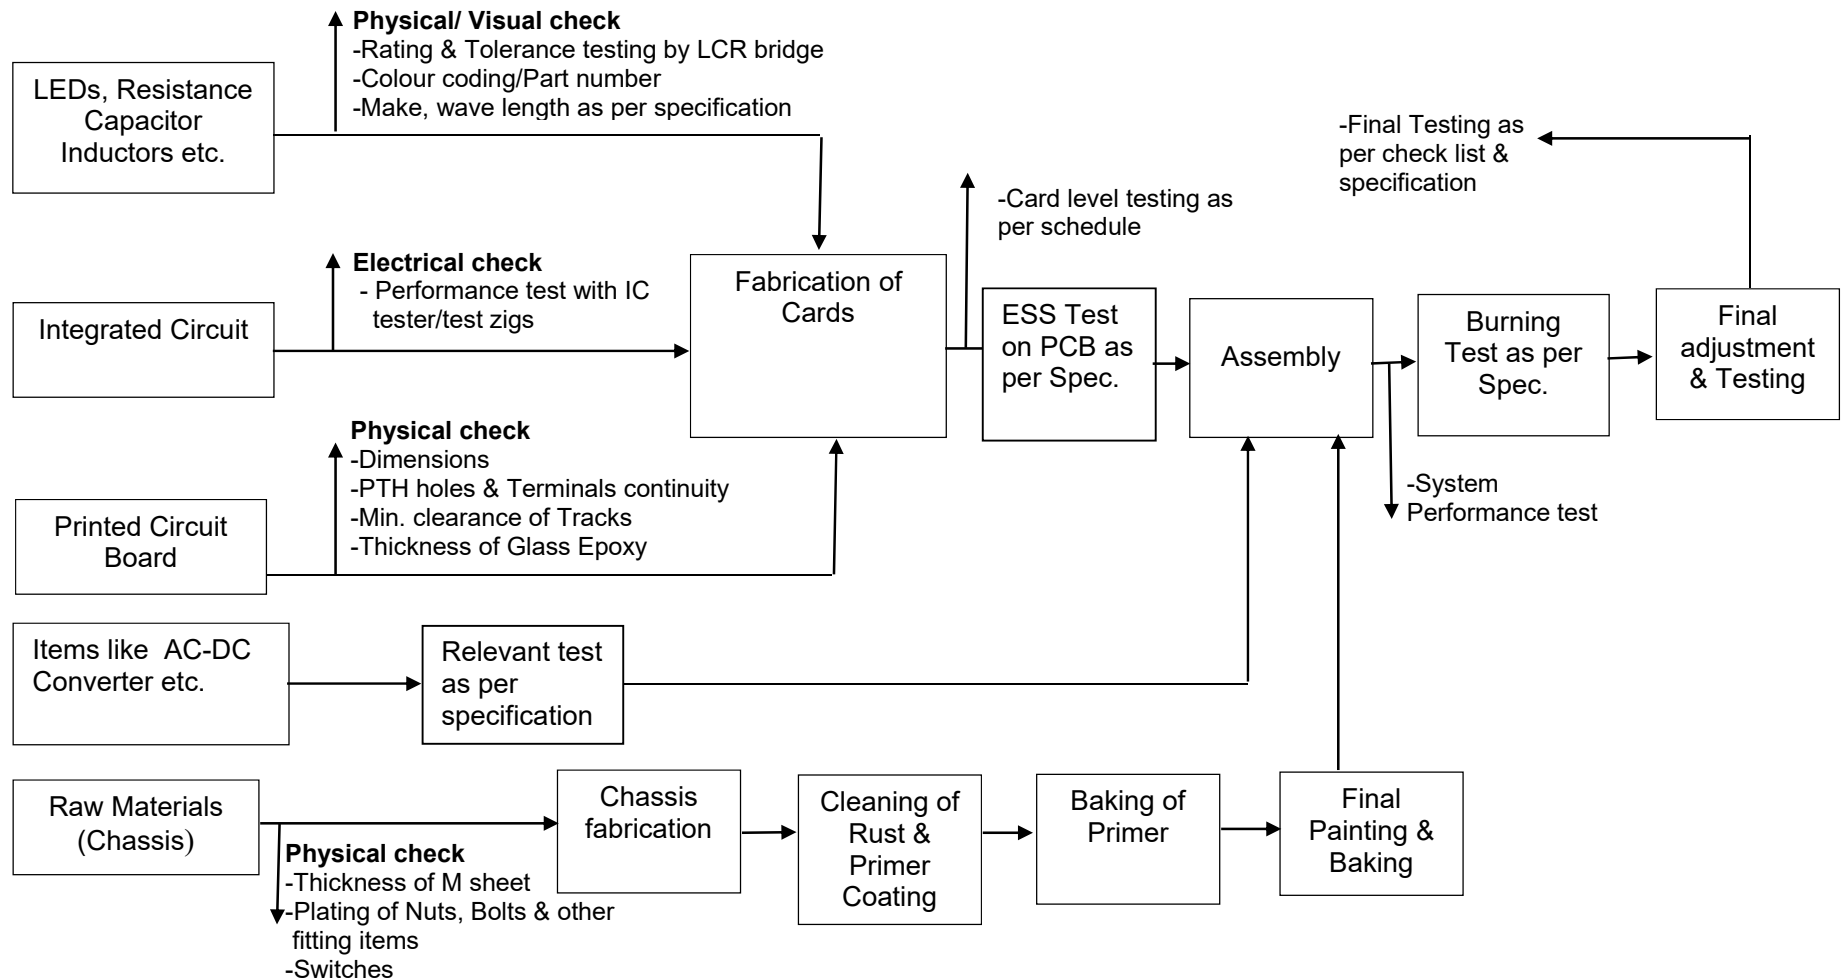 Physical/ Visual check
-Rating & Tolerance testing by LCR bridge
-Colour coding/Part number
-Make, wave length as per specification
LEDs, Resistance
Capacitor
Inductors etc.
-Final Testing as
per check list &
specification
-Card level testing as
per schedule
Electrical check
- Performance test with IC
tester/test zigs
Integrated Circuit
Fabrication of
Cards
ESS Test
on PCB as
per Spec.
Assembly
Burning
Test as per
Spec.
Final
adjustment
& Testing
Physical check
-Dimensions
-PTH holes & Terminals continuity
-Min. clearance of Tracks
-Thickness of Glass Epoxy
-System
Performance test
Printed Circuit
Board
Items like  AC-DC
Converter etc.
Relevant test
as per
specification
Raw Materials
(Chassis)
Physical check
-Thickness of M sheet
-Plating of Nuts, Bolts & other
fitting items
-Switches
Chassis
fabrication
Cleaning of
Rust &
Primer
Coating
Baking of
Primer
Final
Painting &
Baking